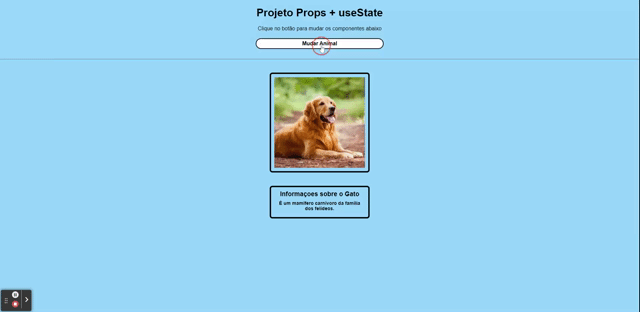 Projeto Props + useState
Clique no botão para mudar os componentes abaixo
Mudar Animal
Informaçoes sobre o Gato
É um mamífero carnívoro da família
dos felídeos.